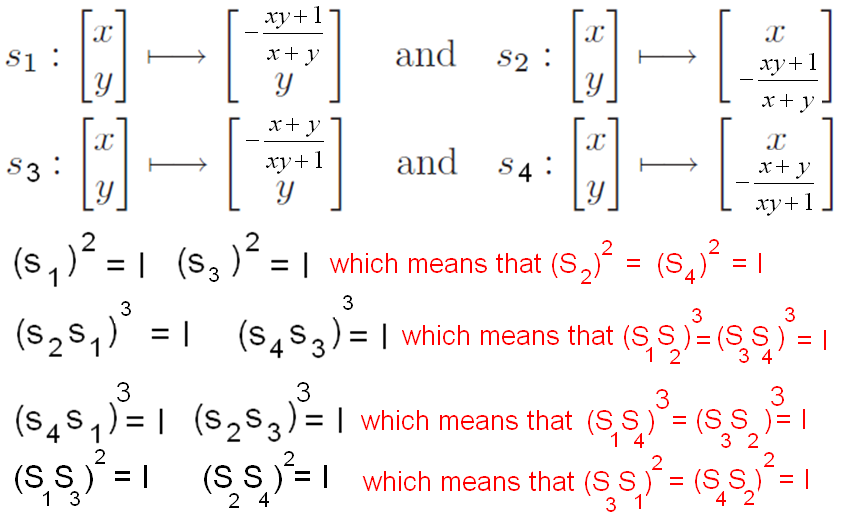 s₁ : [x y] ⟼ [-(xy+1)/(x+y) y] and s₂ : [x y] ⟼ [x -(xy+1)/(x+y)]
s₃ : [x y] ⟼ [-(x+y)/(xy+1) y] and s₄ : [x y] ⟼ [x -(x+y)/(xy+1)]
(s₁)² = I (s₃)² = I which means that (S₂)² = (S₄)² = I
(s₂s₁)³ = I (s₄s₃)³ = I which means that (S₁S₂)³ = (S₃S₄)³ = I
(s₄s₁)³ = I (s₂s₃)³ = I which means that (S₁S₄)³ = (S₃S₂)³ = I
(S₁S₃)² = I (S₂S₄)² = I which means that (S₃S₁)² = (S₄S₂)² = I